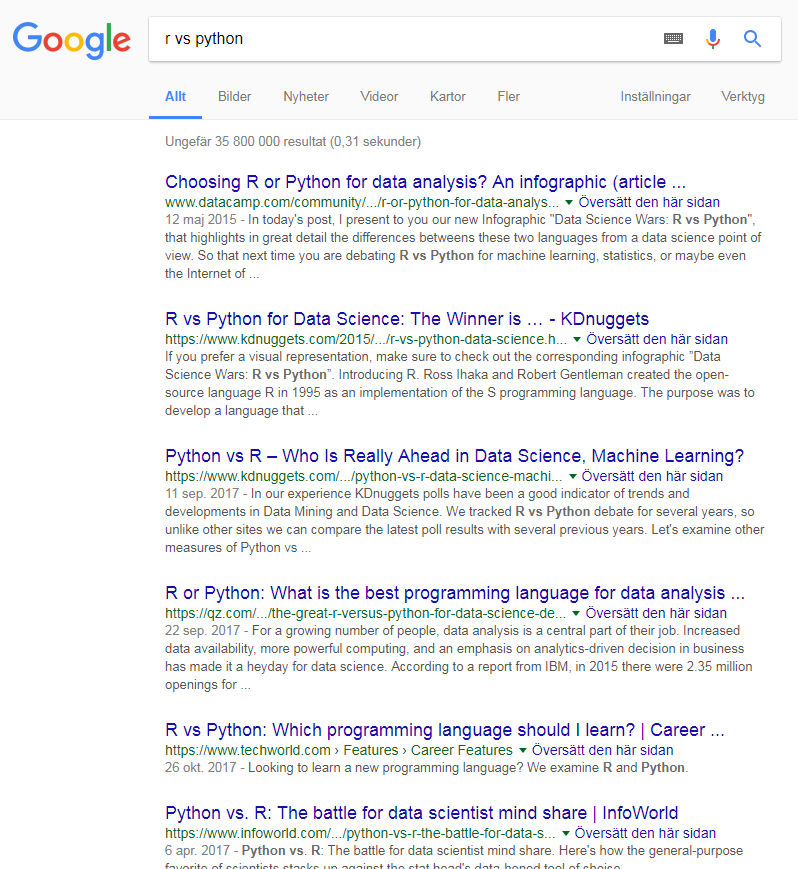 Google
r vs python
Allt Bilder Nyheter Videor Kartor Fler Inställningar Verktyg
Ungefär 35 800 000 resultat (0,31 sekunder)
Choosing R or Python for data analysis? An infographic (article ...
www.datacamp.com/community/.../r-or-python-for-data-analys... Översätt den här sidan
12 maj 2015 - In today's post, I present to you our new Infographic "Data Science Wars: R vs Python",
that highlights in great detail the differences betweens these two languages from a data science point of
view. So that next time you are debating R vs Python for machine learning, statistics, or maybe even
the Internet of ...
R vs Python for Data Science: The Winner is … - KDnuggets
https://www.kdnuggets.com/2015/.../r-vs-python-data-science.h... Översätt den här sidan
If you prefer a visual representation, make sure to check out the corresponding infographic ”Data
Science Wars: R vs Python”. Introducing R. Ross Ihaka and Robert Gentleman created the open-
source language R in 1995 as an implementation of the S programming language. The purpose was to
develop a language that ...
Python vs R – Who Is Really Ahead in Data Science, Machine Learning?
https://www.kdnuggets.com/.../python-vs-r-data-science-machi... Översätt den här sidan
11 sep. 2017 - In our experience KDnuggets polls have been a good indicator of trends and
developments in Data Mining and Data Science. We tracked R vs Python debate for several years, so
unlike other sites we can compare the latest poll results with several previous years. Let's examine other
measures of Python vs ...
R or Python: What is the best programming language for data analysis ...
https://qz.com/.../the-great-r-versus-python-for-data-science-de... Översätt den här sidan
22 sep. 2017 - For a growing number of people, data analysis is a central part of their job. Increased
data availability, more powerful computing, and an emphasis on analytics-driven decision in business
has made it a heyday for data science. According to a report from IBM, in 2015 there were 2.35 million
openings for ...
R vs Python: Which programming language should I learn? | Career ...
https://www.techworld.com › Features › Career Features Översätt den här sidan
26 okt. 2017 - Looking to learn a new programming language? We examine R and Python.
Python vs. R: The battle for data scientist mind share | InfoWorld
https://www.infoworld.com/.../python-vs-r-the-battle-for-data-s... Översätt den här sidan
6 apr. 2017 - Python vs. R: The battle for data scientist mind share. Here's how the general-purpose
favorite of scientists stacks up against the stat head's data-honed tool of choice.